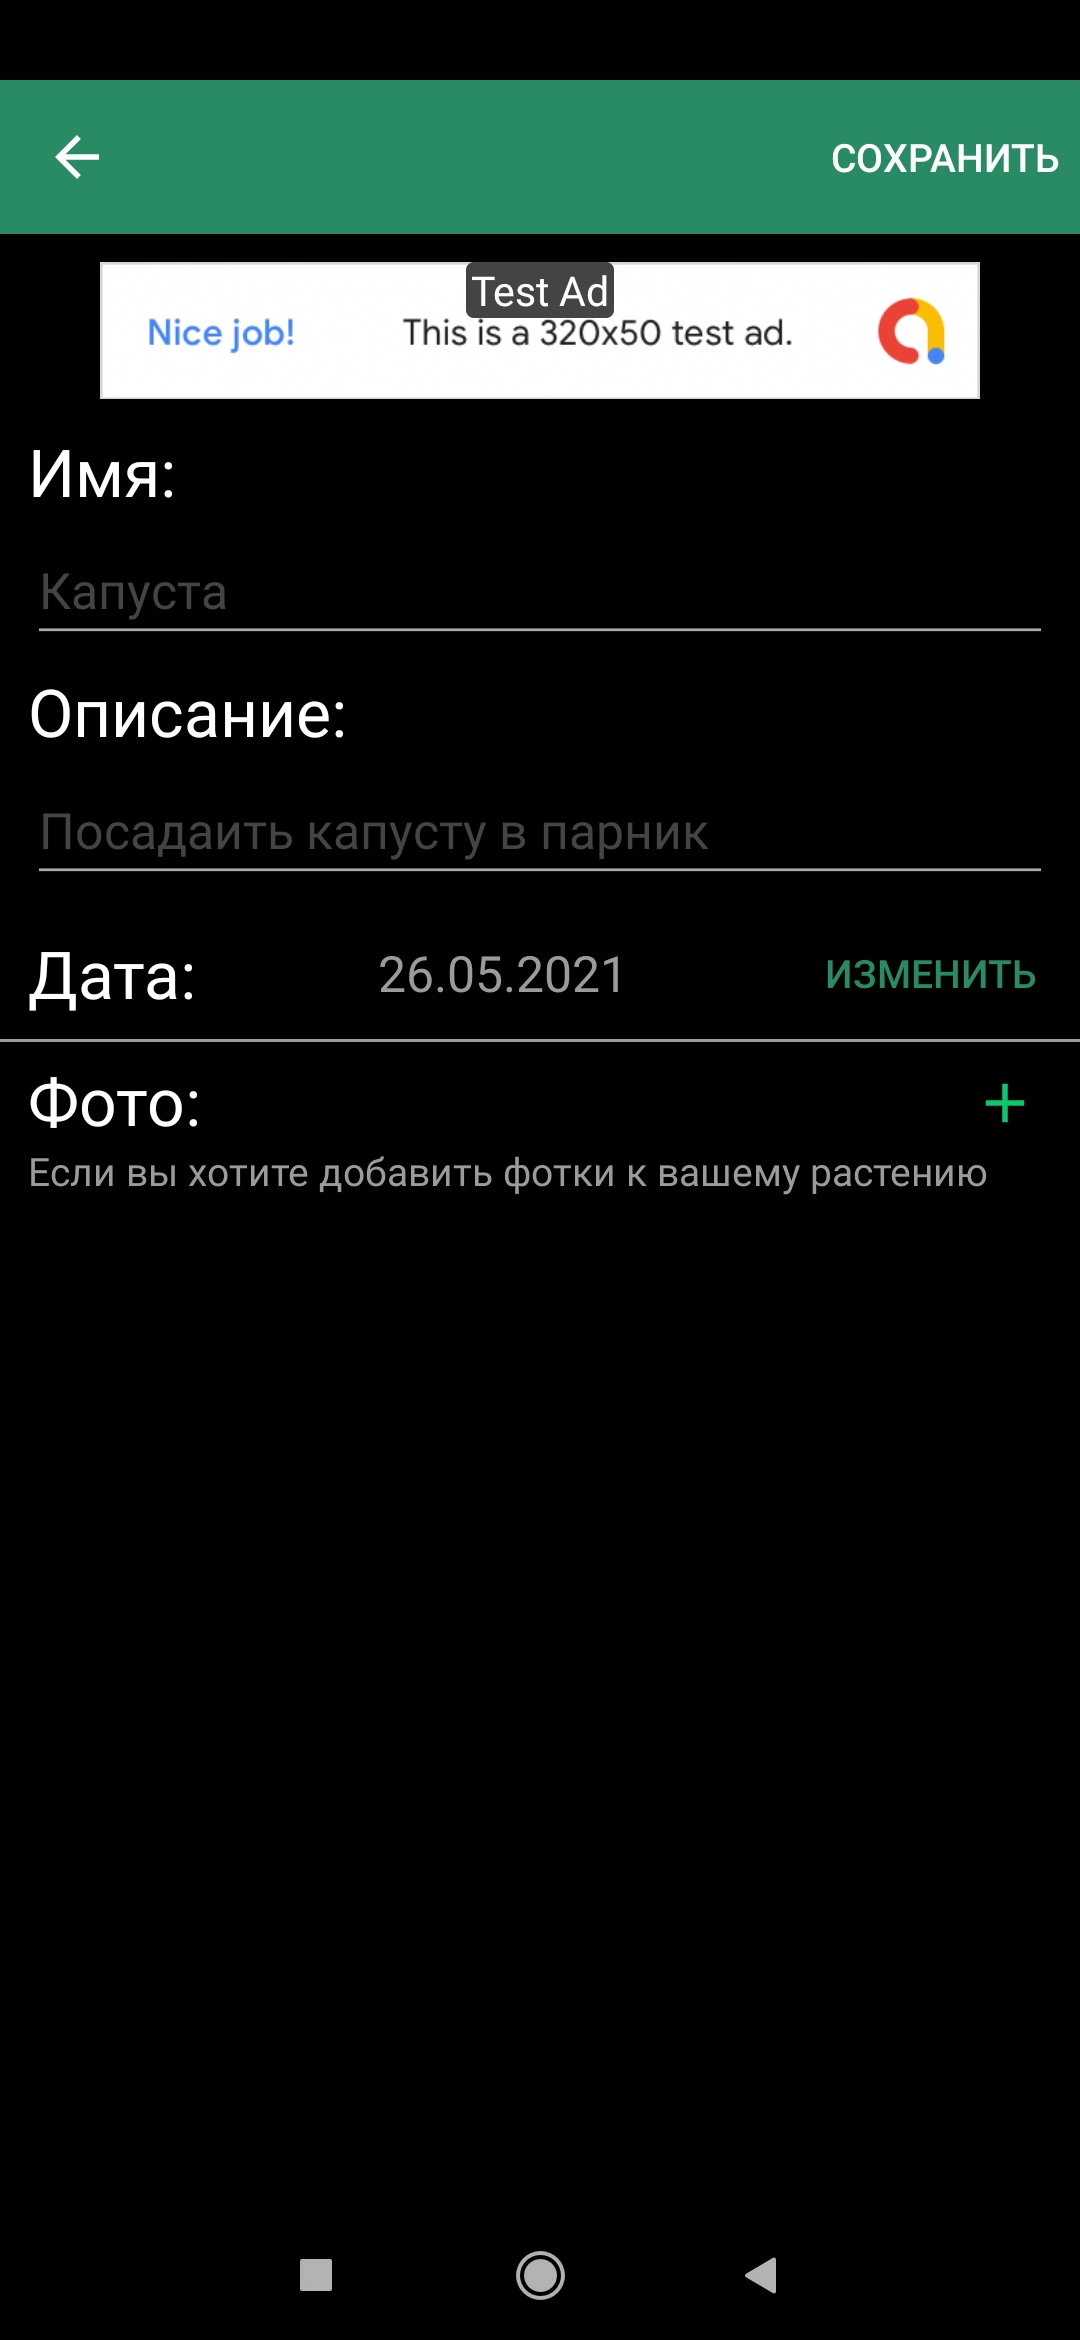 СОХРАНИТЬ
Test Ad
Nice job! This is a 320x50 test ad.
Имя:
Капуста
Описание:
Посадаить капусту в парник
Дата: 26.05.2021 ИЗМЕНИТЬ
Фото:
Если вы хотите добавить фотки к вашему растению